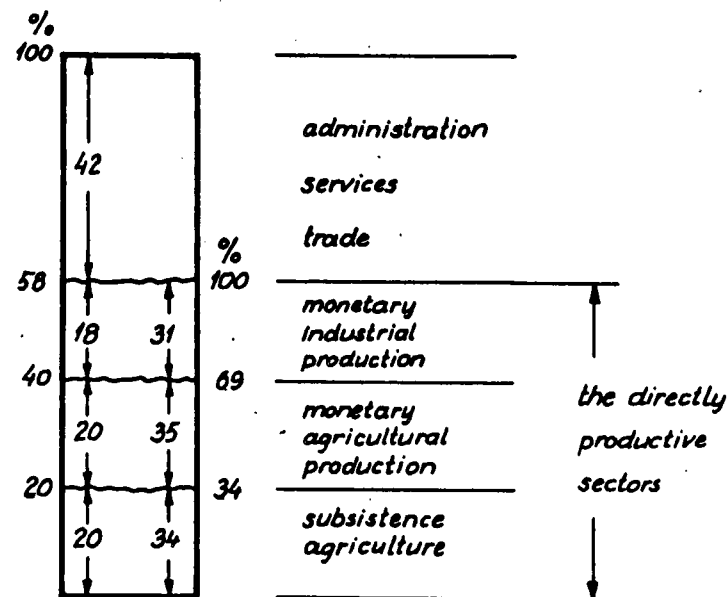 %
100
administration
42
services
trade
%
58
100
monetary
industrial
production
18
31
40
69
the directly
productive
sectors
monetary
agricultural
production
20
35
20
34
subsistence
agriculture
20
34